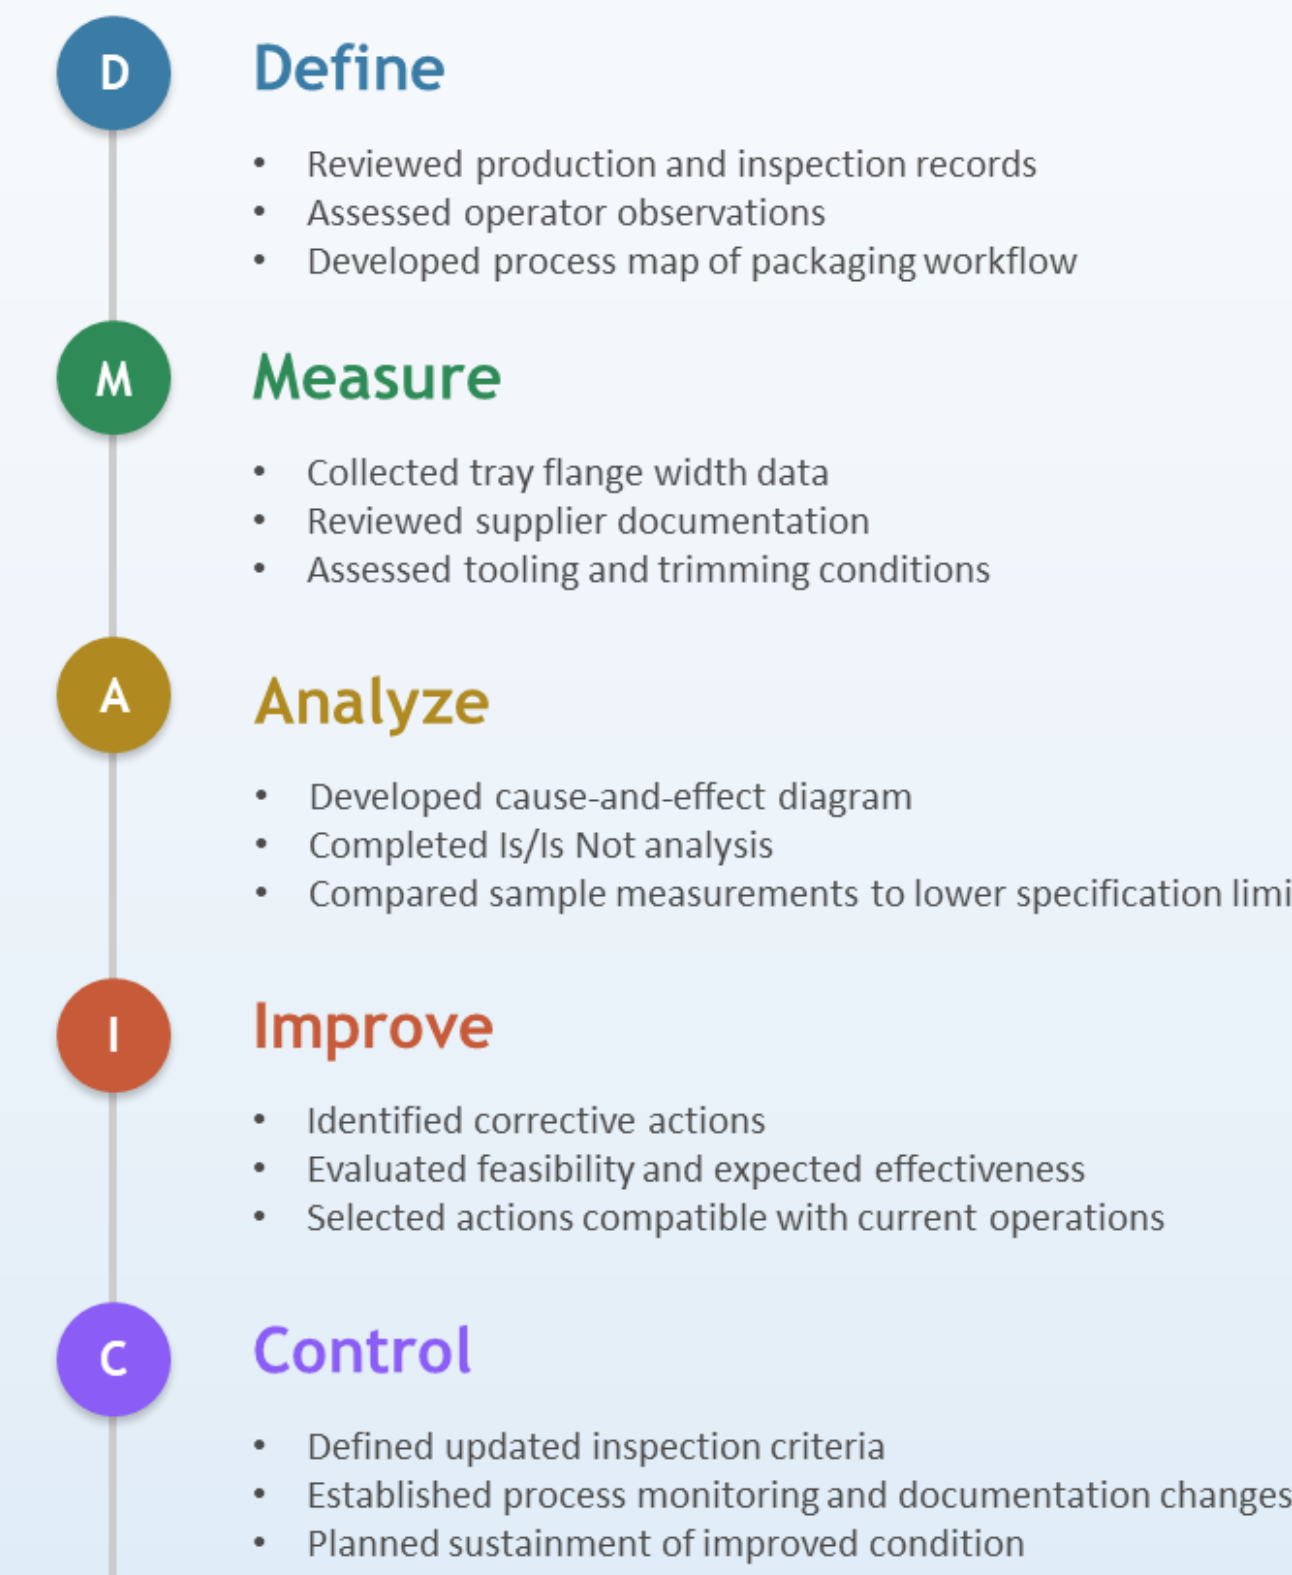 D
Define
• Reviewed production and inspection records
• Assessed operator observations
• Developed process map of packaging workflow
M
Measure
• Collected tray flange width data
• Reviewed supplier documentation
• Assessed tooling and trimming conditions
A
Analyze
• Developed cause-and-effect diagram
• Completed Is/Is Not analysis
• Compared sample measurements to lower specification limi
I
Improve
• Identified corrective actions
• Evaluated feasibility and expected effectiveness
• Selected actions compatible with current operations
C
Control
• Defined updated inspection criteria
• Established process monitoring and documentation changes
• Planned sustainment of improved condition